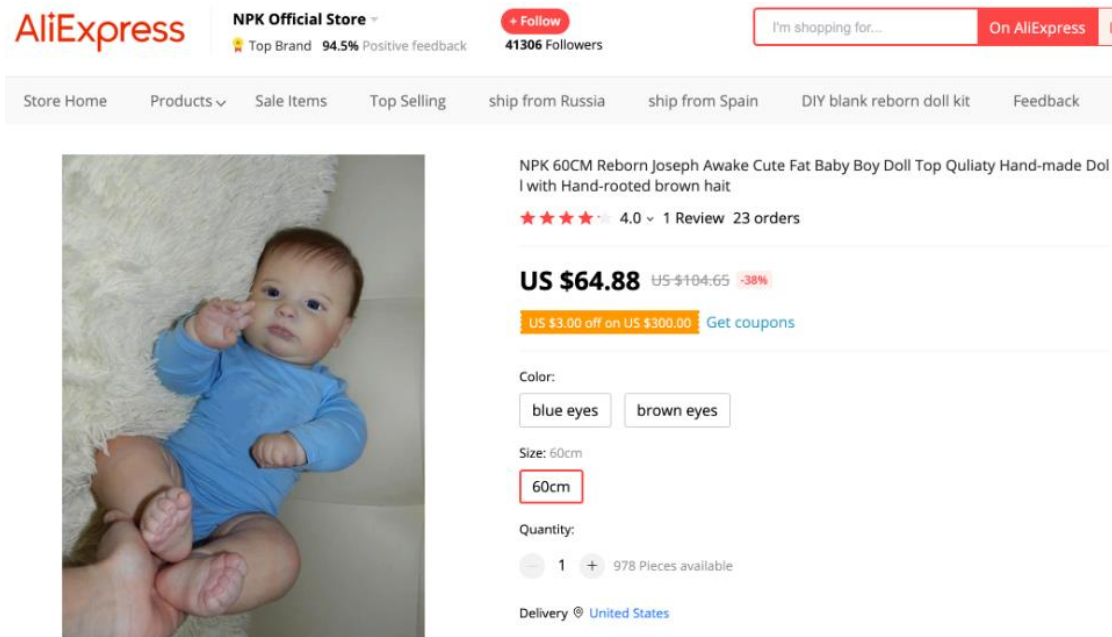 AliExpress
NPK Official Store
Top Brand 94.5% Positive feedback
+ Follow
41306 Followers
I'm shopping for...
On AliExpress
Store Home Products Sale Items Top Selling ship from Russia ship from Spain DIY blank reborn doll kit Feedback
NPK 60CM Reborn Joseph Awake Cute Fat Baby Boy Doll Top Quliaty Hand-made Dol
l with Hand-rooted brown hait
4.0 1 Review 23 orders
US $64.88 US $104.65 -38%
US $3.00 off on US $300.00 Get coupons
Color:
blue eyes brown eyes
Size: 60cm
60cm
Quantity:
1 978 Pieces available
Delivery United States